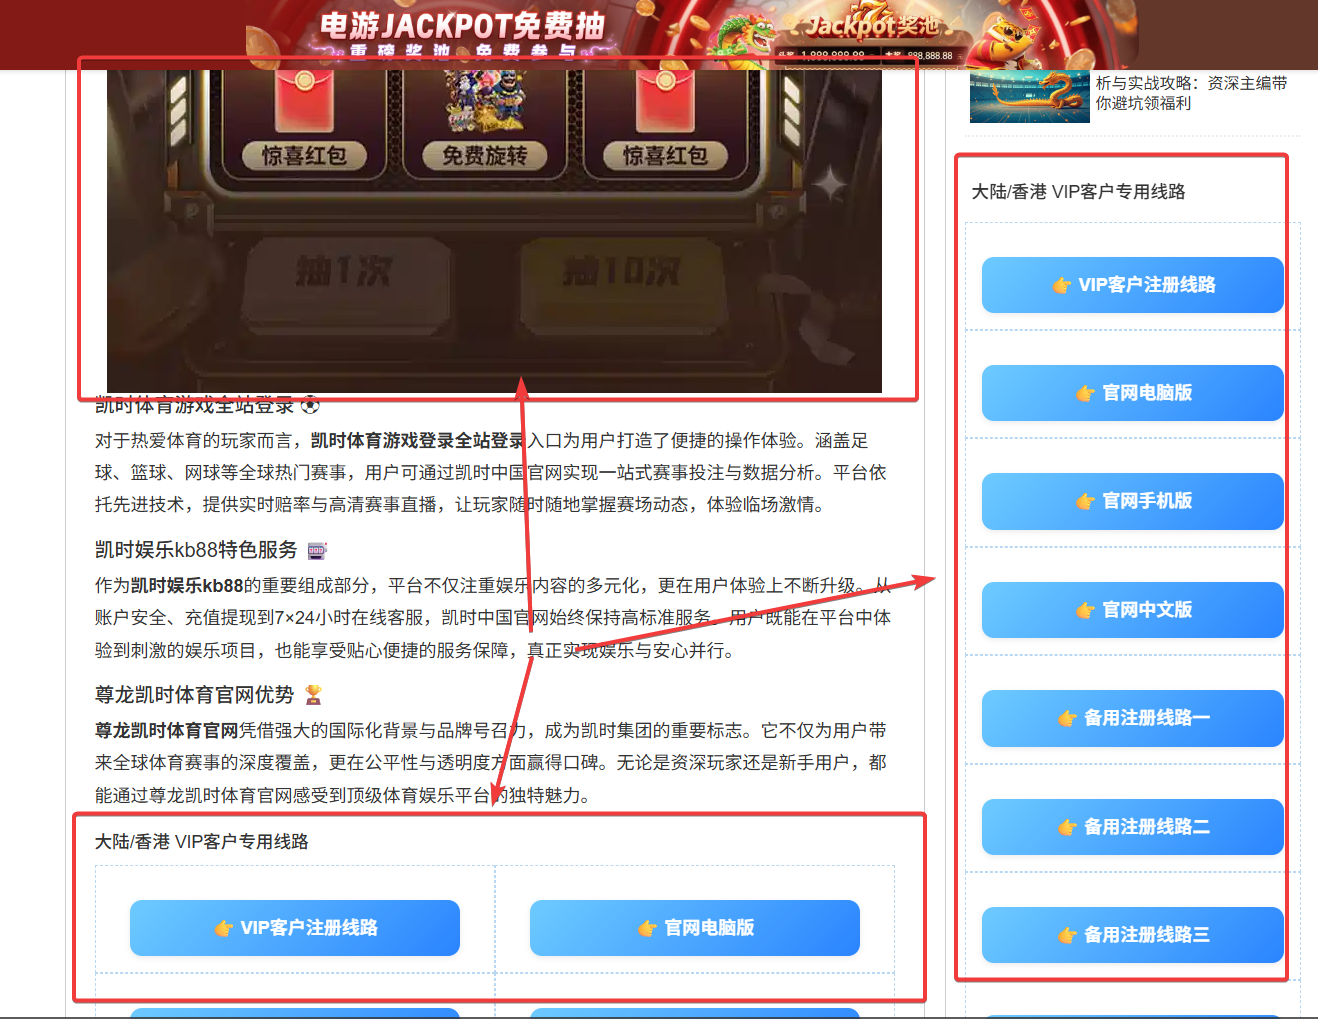 电游JACKPOT免费抽
重磅奖池 免费参与
Jackpot奖池
1,888,888.88
888,888.88
惊喜红包
免费旋转
惊喜红包
抽1次
抽10次
凯时体育游戏全站登录 ⚽
对于热爱体育的玩家而言，凯时体育游戏登录全站登录入口为用户打造了便捷的操作体验。涵盖足
球、篮球、网球等全球热门赛事，用户可通过凯时中国官网实现一站式赛事投注与数据分析。平台依
托先进技术，提供实时赔率与高清赛事直播，让玩家随时随地掌握赛场动态，体验临场激情。
凯时娱乐kb88特色服务 🎰
作为凯时娱乐kb88的重要组成部分，平台不仅注重娱乐内容的多元化，更在用户体验上不断升级。从
账户安全、充值提现到7×24小时在线客服，凯时中国官网始终保持高标准服务。用户既能在平台中体
验到刺激的娱乐项目，也能享受贴心便捷的服务保障，真正实现娱乐与安心并行。
尊龙凯时体育官网优势 🏆
尊龙凯时体育官网凭借强大的国际化背景与品牌号召力，成为凯时集团的重要标志。它不仅为用户带
来全球体育赛事的深度覆盖，更在公平性与透明度方面赢得口碑。无论是资深玩家还是新手用户，都
能通过尊龙凯时体育官网感受到顶级体育娱乐平台的独特魅力。
大陆/香港 VIP客户专用线路
👉 VIP客户注册线路
👉 官网电脑版
析与实战攻略：资深主编带
你避坑领福利
大陆/香港 VIP客户专用线路
👉 VIP客户注册线路
👉 官网电脑版
👉 官网手机版
👉 官网中文版
👉 备用注册线路一
👉 备用注册线路二
👉 备用注册线路三